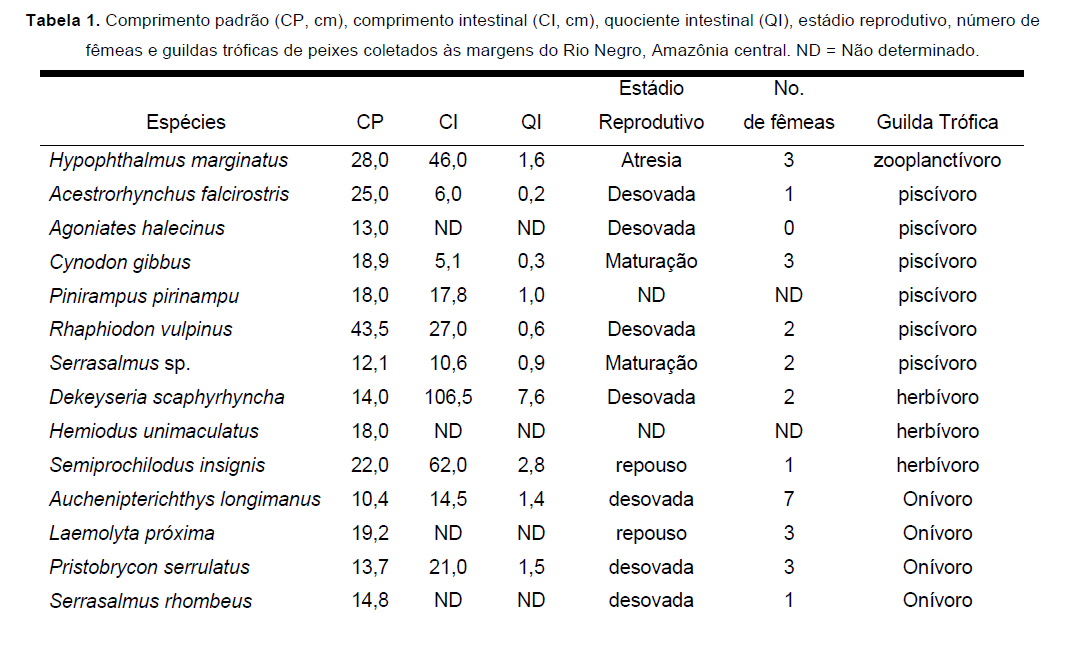 Tabela 1. Comprimento padrão (CP, cm), comprimento intestinal (CI, cm), quociente intestinal (QI), estádio reprodutivo, número de
fêmeas e guildas tróficas de peixes coletados às margens do Rio Negro, Amazônia central. ND = Não determinado.
Estádio No.
Espécies CP CI QI Reprodutivo de fêmeas Guilda Trófica
Hypophthalmus marginatus 28,0 46,0 1,6 Atresia 3 zooplanctívoro
Acestrorhynchus falcirostris 25,0 6,0 0,2 Desovada 1 piscívoro
Agoniates halecinus 13,0 ND ND Desovada 0 piscívoro
Cynodon gibbus 18,9 5,1 0,3 Maturação 3 piscívoro
Pinirampus pirinampu 18,0 17,8 1,0 ND ND piscívoro
Rhaphiodon vulpinus 43,5 27,0 0,6 Desovada 2 piscívoro
Serrasalmus sp. 12,1 10,6 0,9 Maturação 2 piscívoro
Dekeyseria scaphyrhyncha 14,0 106,5 7,6 Desovada 2 herbívoro
Hemiodus unimaculatus 18,0 ND ND ND ND herbívoro
Semiprochilodus insignis 22,0 62,0 2,8 repouso 1 herbívoro
Auchenipterichthys longimanus 10,4 14,5 1,4 desovada 7 Onívoro
Laemolyta próxima 19,2 ND ND repouso 3 Onívoro
Pristobrycon serrulatus 13,7 21,0 1,5 desovada 3 Onívoro
Serrasalmus rhombeus 14,8 ND ND desovada 1 Onívoro